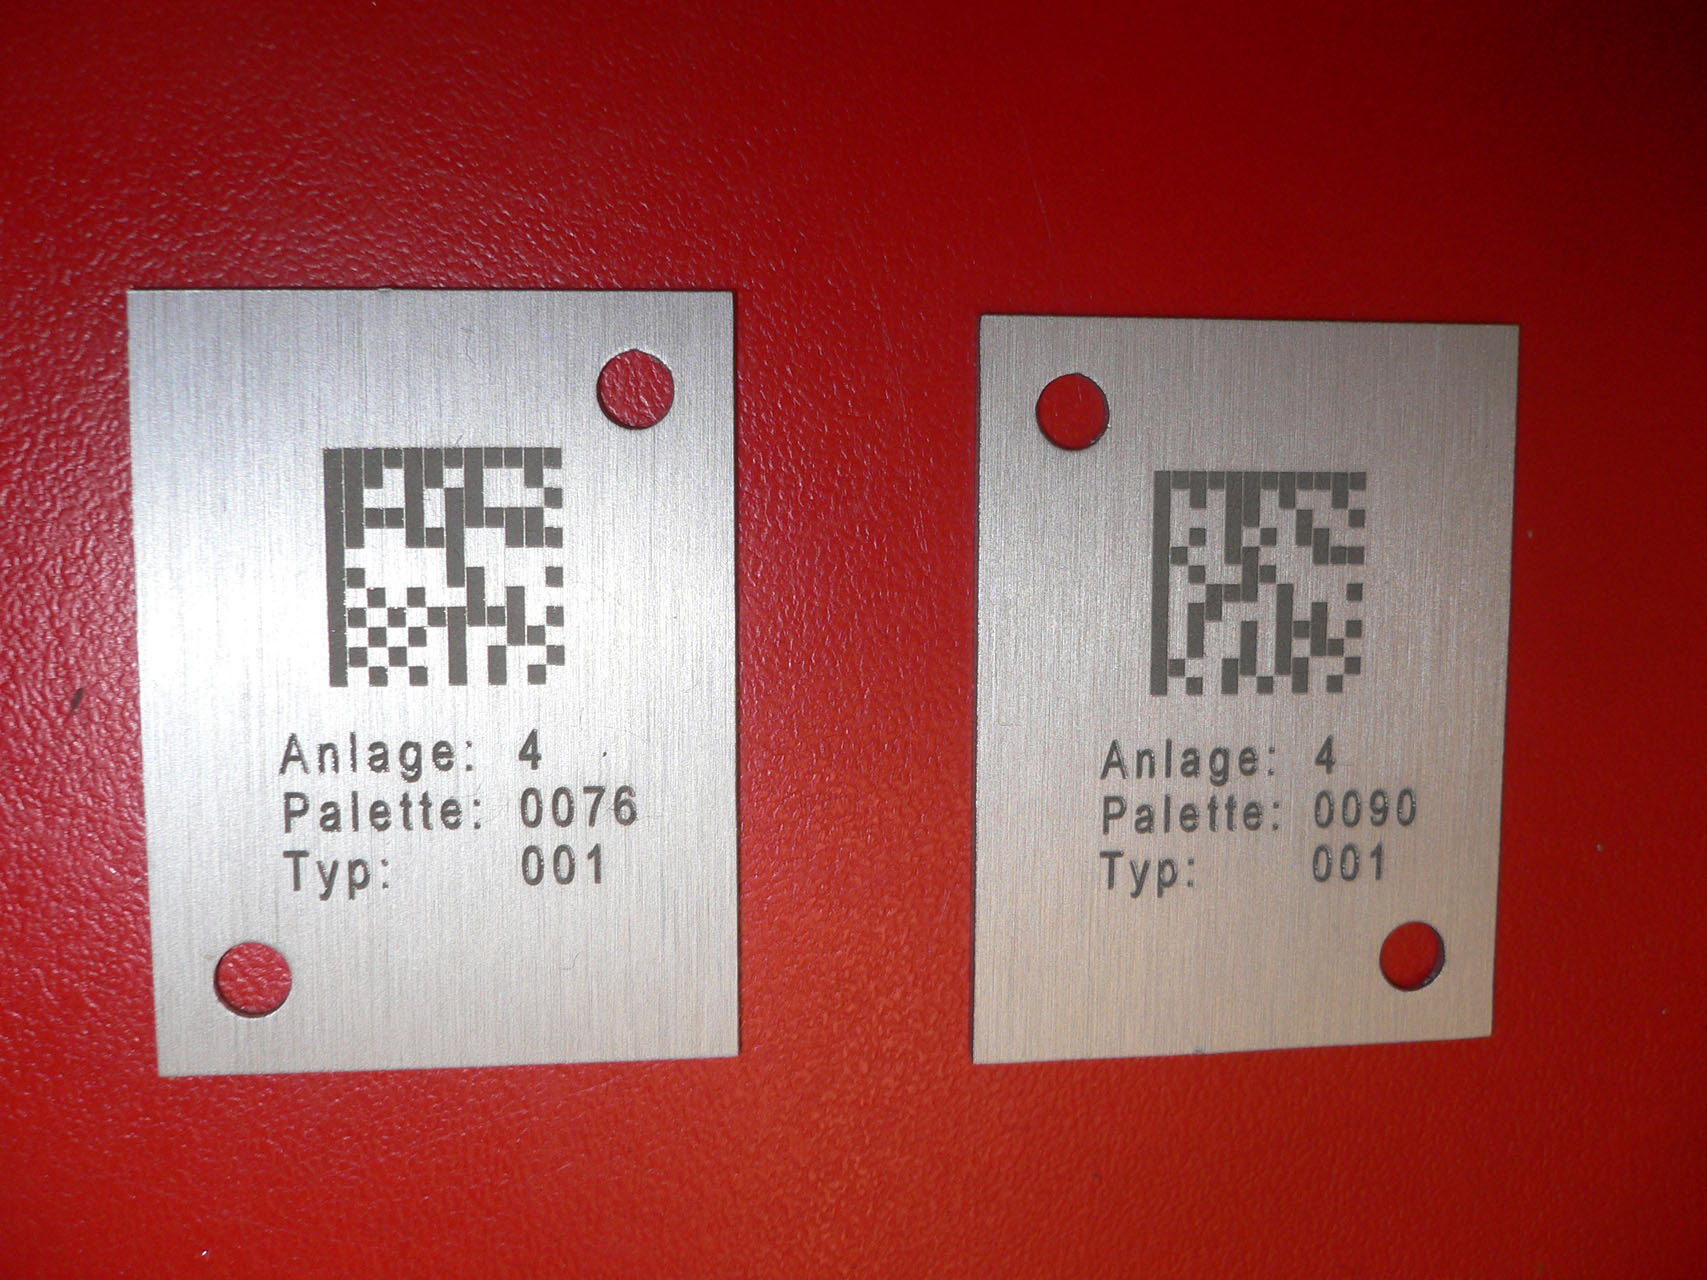 Anlage: 4
Palette: 0076
Typ: 001
Anlage: 4
Palette: 0090
Typ: 001